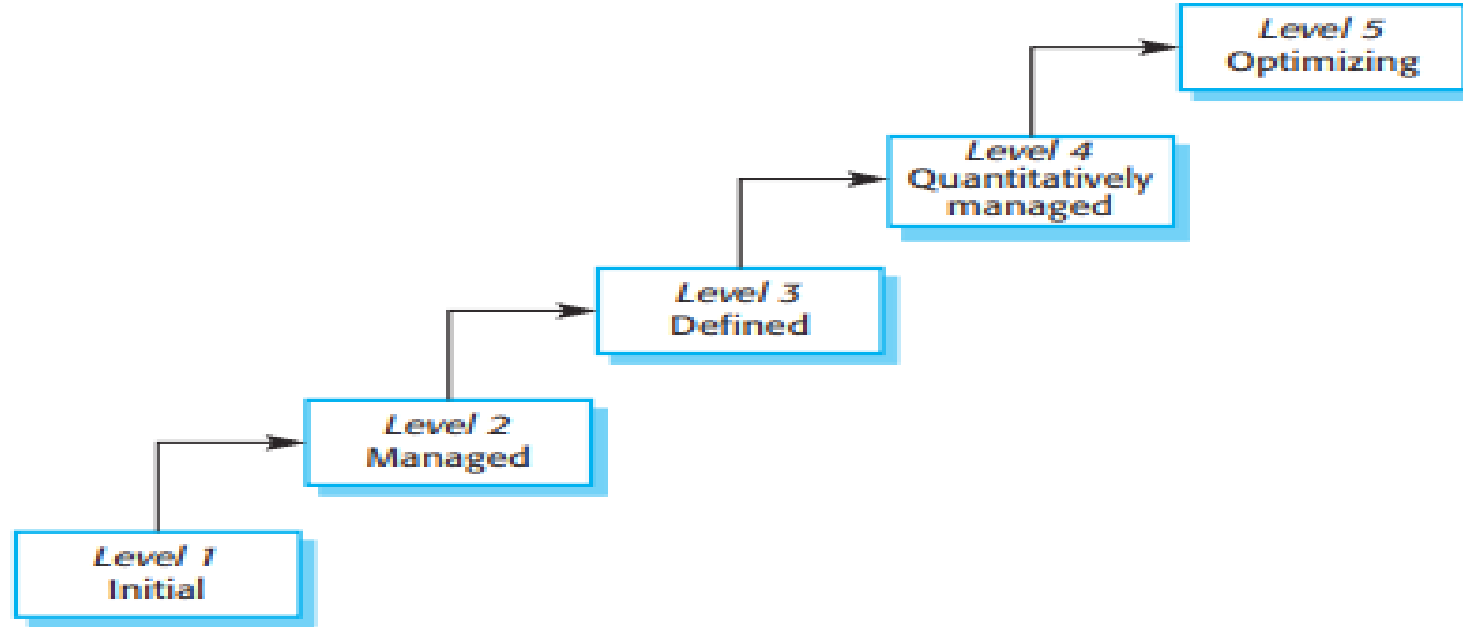 Level 5
Optimizing
Level 4
Quantitatively
managed
Level 3
Defined
Level 2
Managed
Level 1
Initial